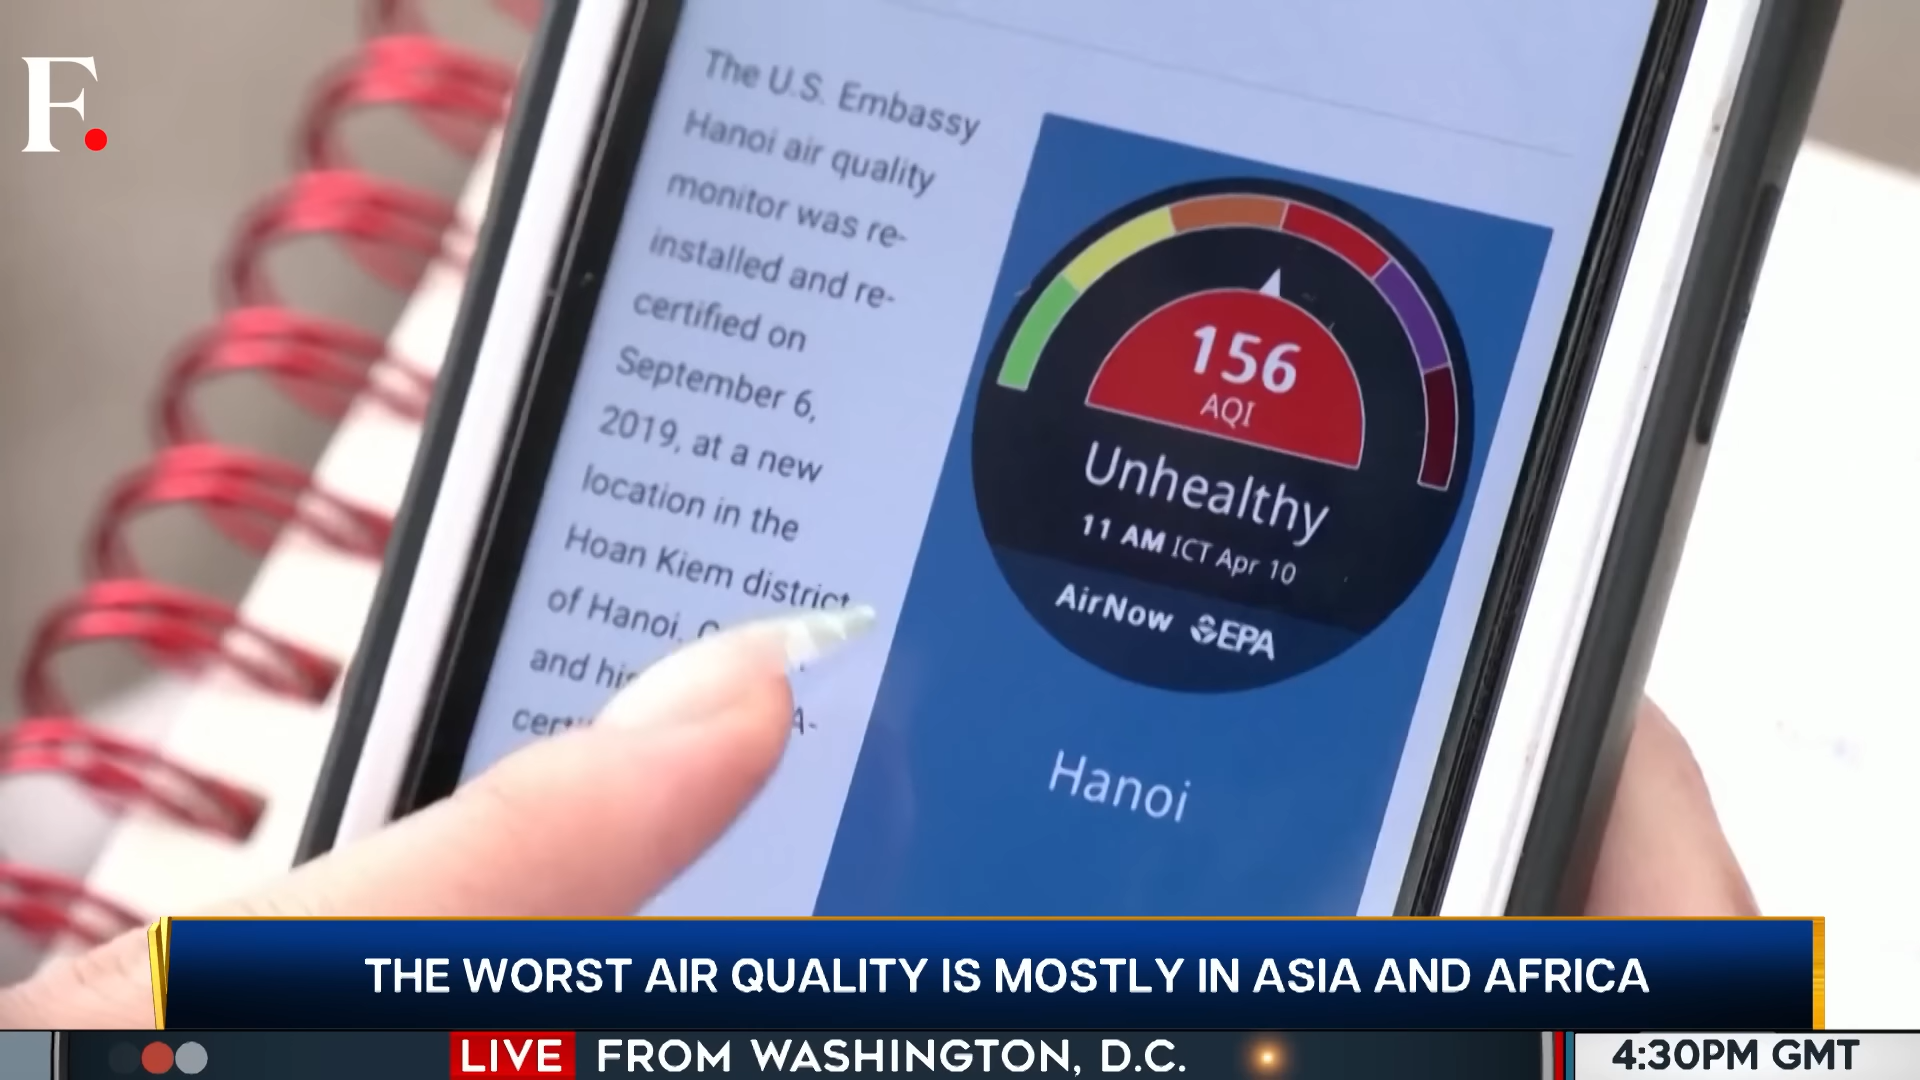 F.
The U.S. Embassy
Hanoi air quality
monitor was re-
installed and re-
certified on
September 6,
2019, at a new
location in the
Hoan Kiem district
of Hanoi.
and
156
AQI
Unhealthy
11 AM ICT Apr 10
AirNow EPA
Hanoi
THE WORST AIR QUALITY IS MOSTLY IN ASIA AND AFRICA
LIVE FROM WASHINGTON, D.C.
4:30PM GMT